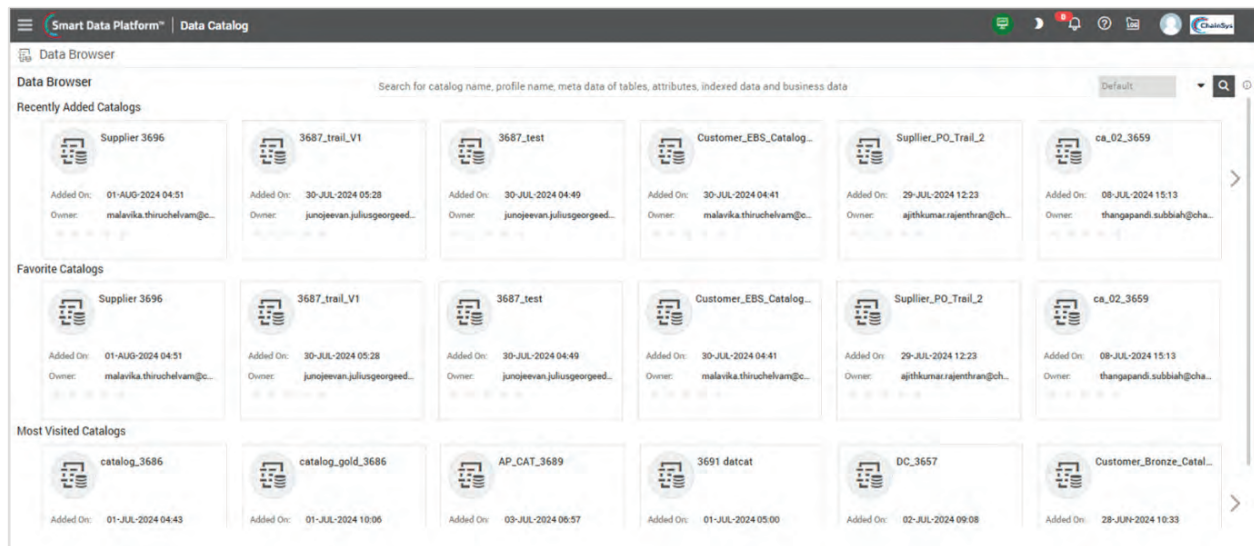 Smart Data Platform™ | Data Catalog
0
ChainSys
Data Browser
Data Browser
Search for catalog name, profile name, meta data of tables, attributes, indexed data and business data
Default
Recently Added Catalogs
Supplier 3696
Added On: 01-AUG-2024 04:51
Owner: malavika.thiruchelvam@c...
3687_trail_V1
Added On: 30-JUL-2024 05:28
Owner: junojeevan.juliusgeorgeed...
3687_test
Added On: 30-JUL-2024 04:49
Owner: junojeevan.juliusgeorgeed...
Customer_EBS_Catalog...
Added On: 30-JUL-2024 04:41
Owner: malavika.thiruchelvam@c...
Supllier_PO_Trail_2
Added On: 29-JUL-2024 12:23
Owner: ajithkumar.rajenthran@ch...
ca_02_3659
Added On: 08-JUL-2024 15:13
Owner: thangapandi.subbiah@cha...
Favorite Catalogs
Supplier 3696
Added On: 01-AUG-2024 04:51
Owner: malavika.thiruchelvam@c...
3687_trail_V1
Added On: 30-JUL-2024 05:28
Owner: junojeevan.juliusgeorgeed...
3687_test
Added On: 30-JUL-2024 04:49
Owner: junojeevan.juliusgeorgeed...
Customer_EBS_Catalog...
Added On: 30-JUL-2024 04:41
Owner: malavika.thiruchelvam@c...
Supllier_PO_Trail_2
Added On: 29-JUL-2024 12:23
Owner: ajithkumar.rajenthran@ch...
ca_02_3659
Added On: 08-JUL-2024 15:13
Owner: thangapandi.subbiah@cha...
Most Visited Catalogs
catalog_3686
Added On: 01-JUL-2024 04:43
catalog_gold_3686
Added On: 01-JUL-2024 10:06
AP_CAT_3689
Added On: 03-JUL-2024 06:57
3691 datcat
Added On: 01-JUL-2024 05:00
DC_3657
Added On: 02-JUL-2024 09:08
Customer_Bronze_Catal...
Added On: 28-JUN-2024 10:33